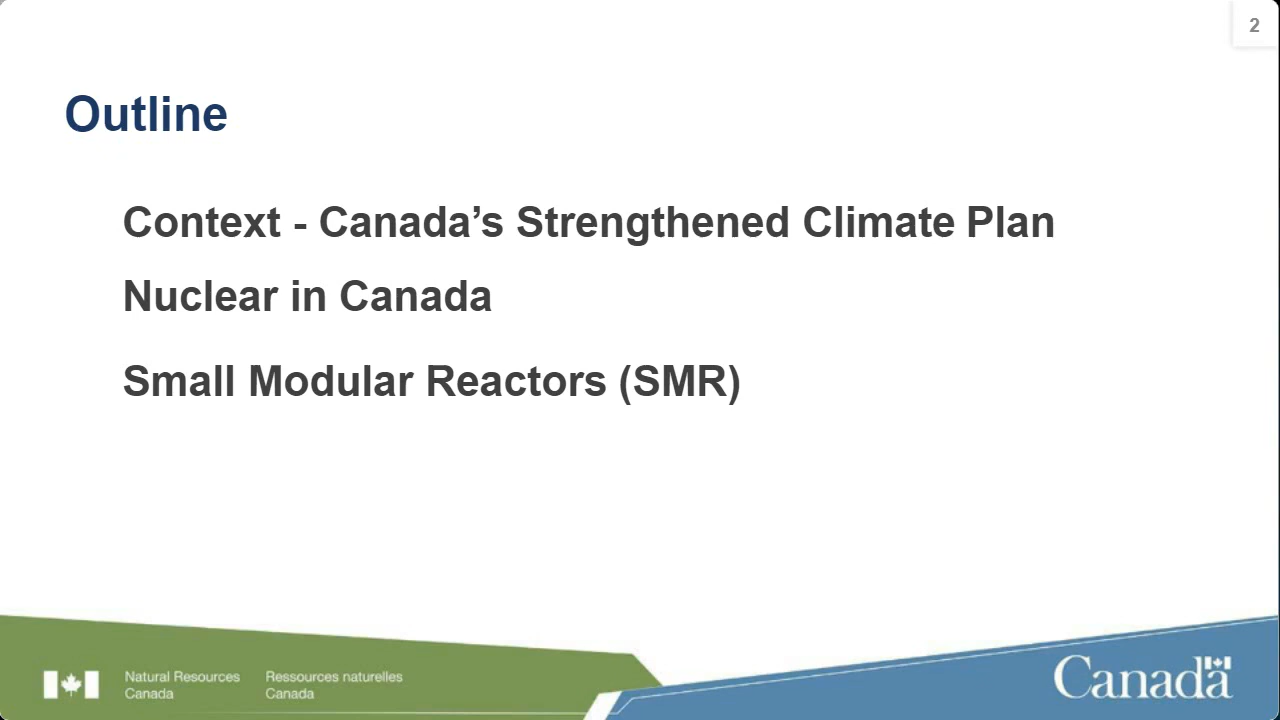 2
Outline
Context - Canada’s Strengthened Climate Plan
Nuclear in Canada
Small Modular Reactors (SMR)
Natural Resources
Canada
Ressources naturelles
Canada
Canada